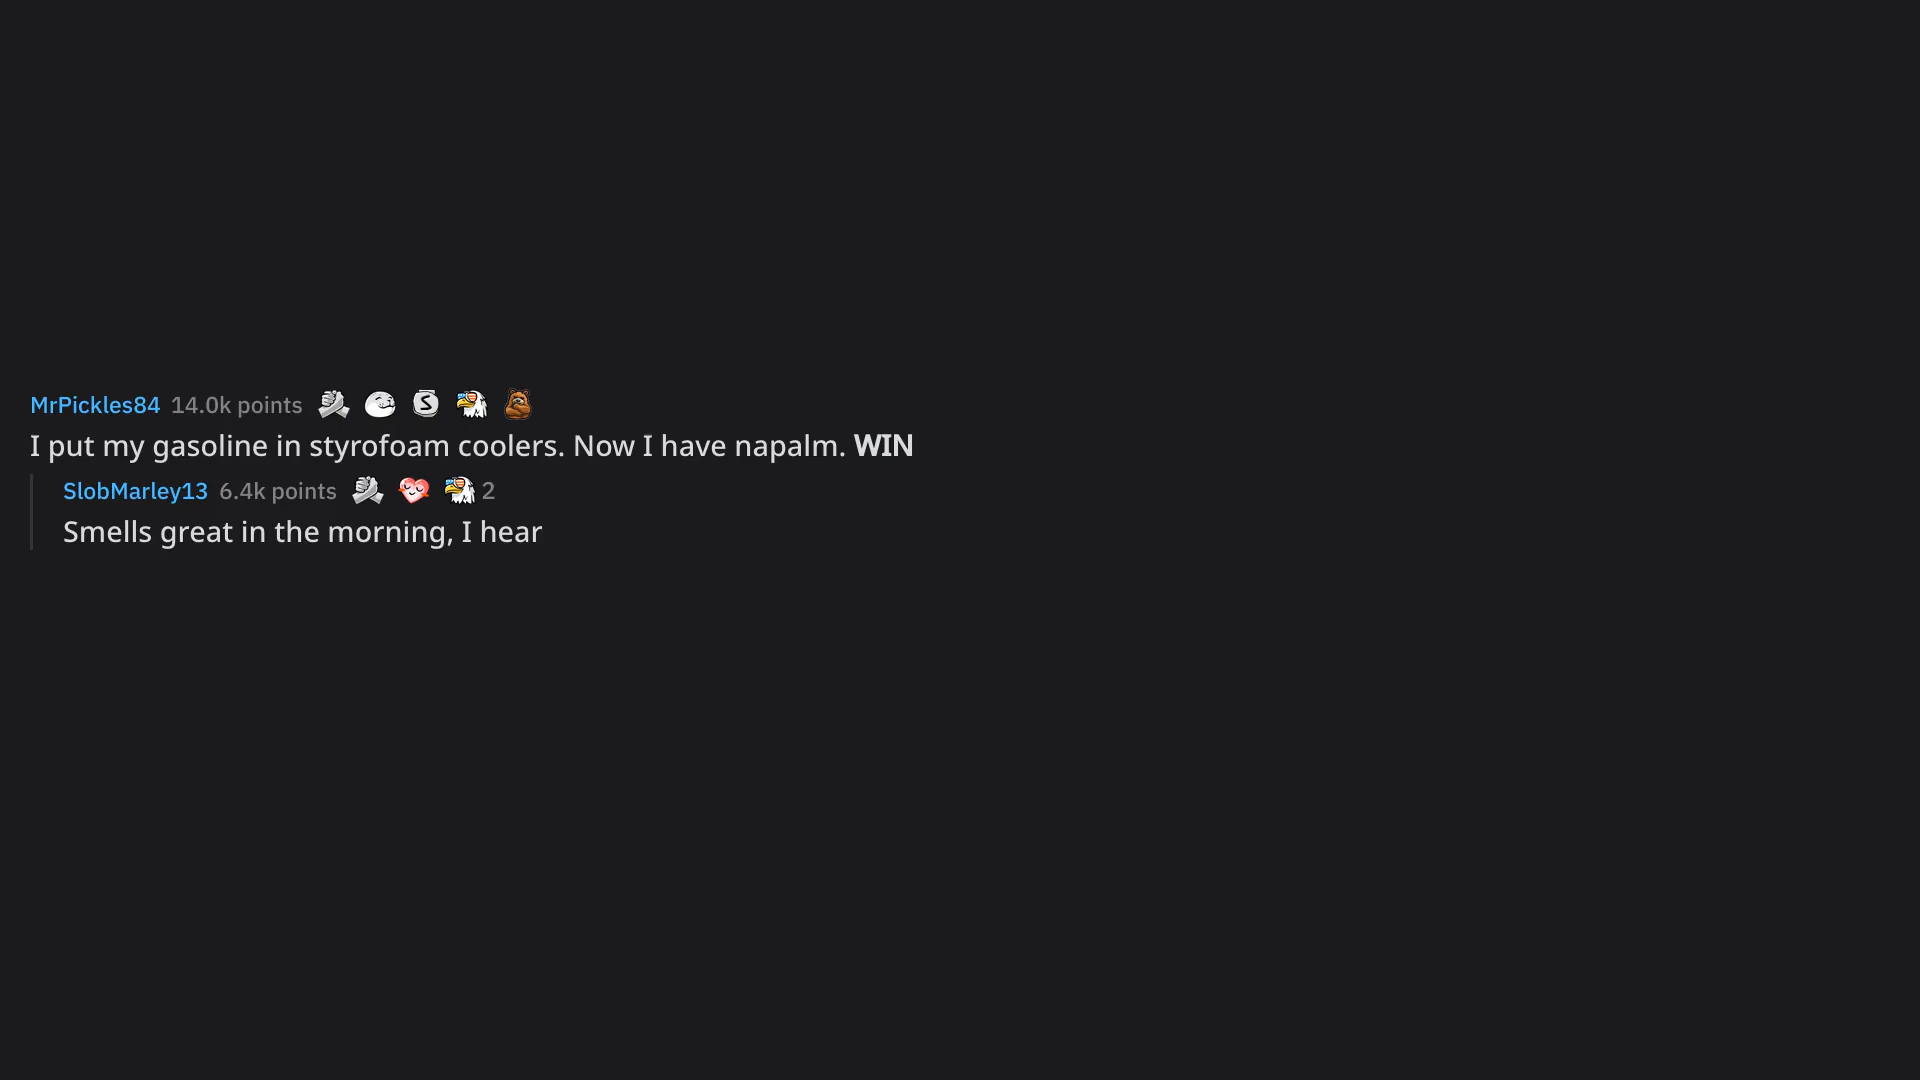 MrPickles84 14.0k points
I put my gasoline in styrofoam coolers. Now I have napalm. WIN
SlobMarley13 6.4k points 2
Smells great in the morning, I hear